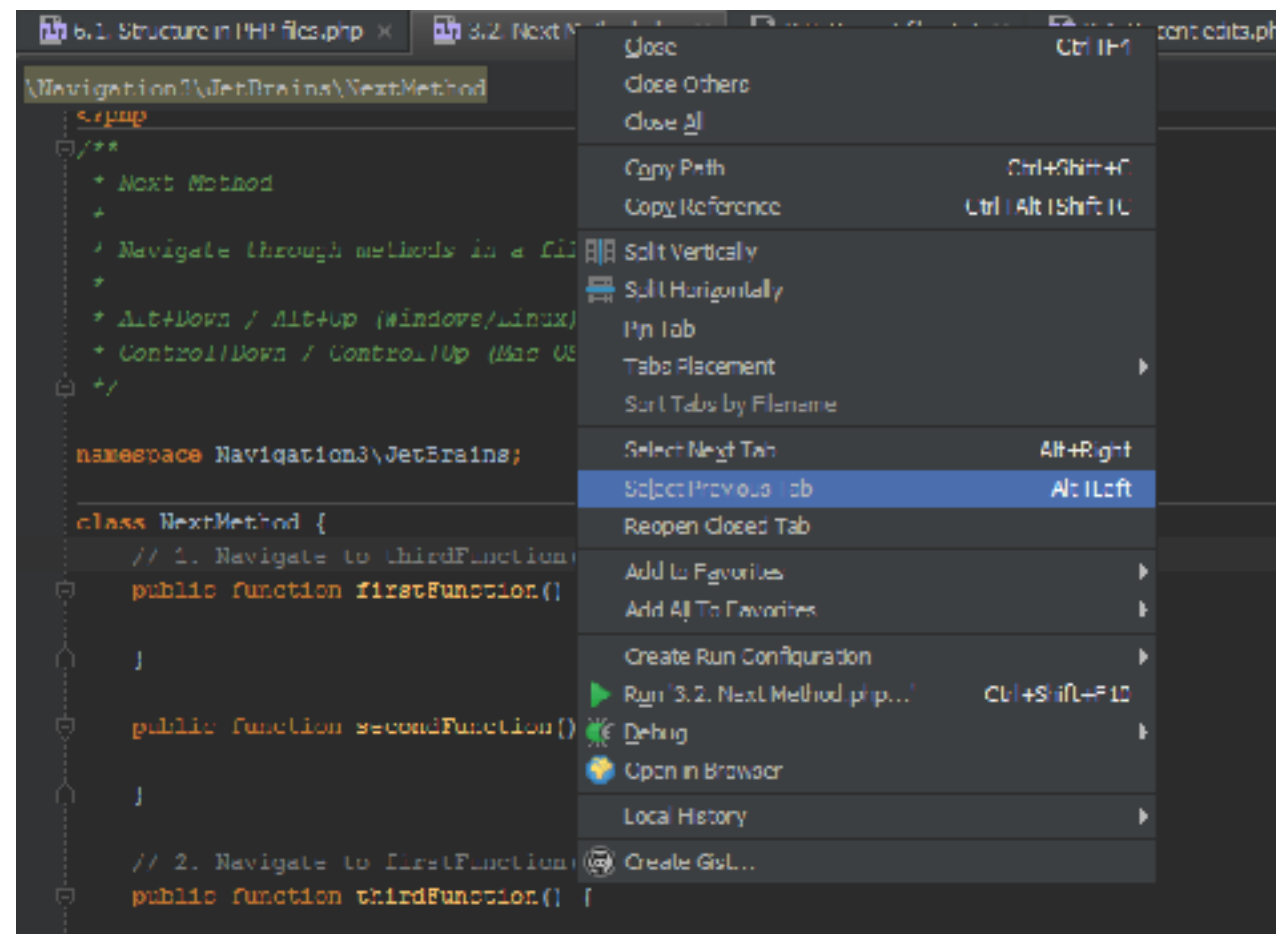 6.1. Structure in PHP files.php
3.2. Next
cent edits.ph
\Navigation3\JetBrains\NextMethod
<?php
/**
* Next Method
*
* Navigate through methods in a fil
*
* Alt+Down / Alt+Up (Windows/Linux)
* Control+Down / Control+Up (Mac OS
*/
namespace Navigation3\JetBrains;
class NextMethod {
// 1. Navigate to thirdFunction(
public function firstFunction()
}
public function secondFunction()
}
// 2. Navigate to firstFunction(
public function thirdFunction() {
Close Ctrl+F4
Close Others
Close All
Copy Path Ctrl+Shift+C
Copy Reference Ctrl+Alt+Shift+C
Split Vertically
Split Horizontally
Pin Tab
Tabs Placement
Sort Tabs by Filename
Select Next Tab Alt+Right
Select Previous Tab Alt+Left
Reopen Closed Tab
Add to Favorites
Add All To Favorites
Create Run Configuration
Run '3.2. Next Method.php...' Ctrl+Shift+F10
Debug
Open in Browser
Local History
Create Gist...